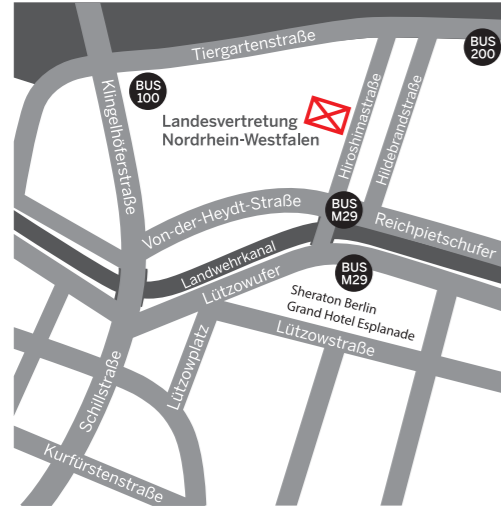 Tiergartenstraße
BUS
200
BUS
100
Klingelhöferstraße
Landesvertretung
Nordrhein-Westfalen
Hiroshimastraße
Hildebrandstraße
Von-der-Heydt-Straße
BUS
M29
Reichpietschufer
Landwehrkanal
Lützowufer
BUS
M29
Sheraton Berlin
Grand Hotel Esplanade
Lützowstraße
Lützowplatz
Schillstraße
Kurfürstenstraße